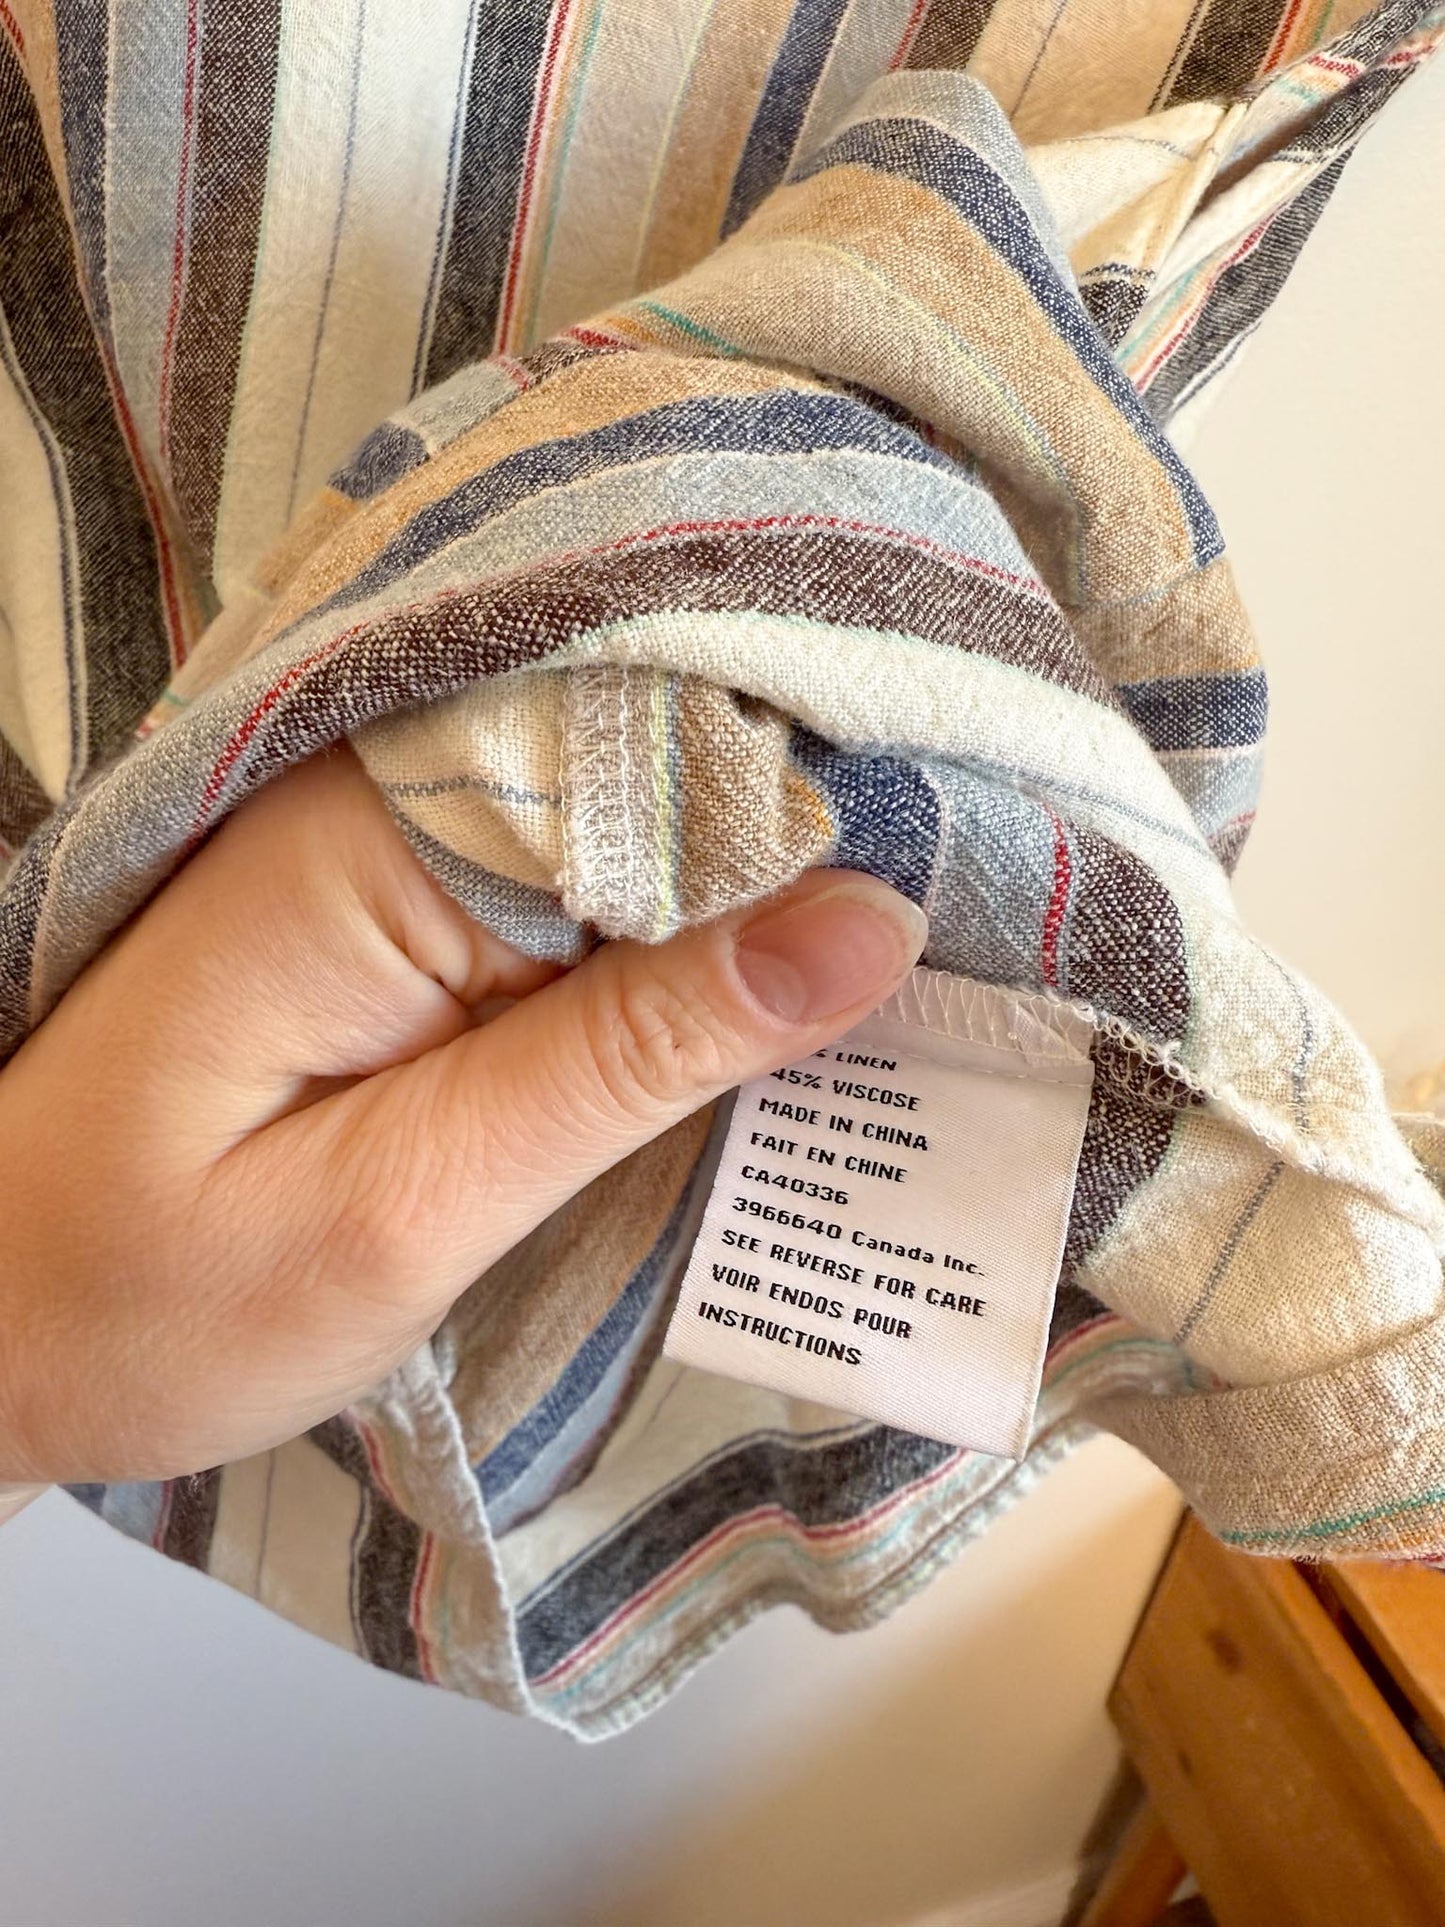 % LINEN
45% VISCOSE
MADE IN CHINA
FAIT EN CHINE
CA40336
3966640 Canada Inc.
SEE REVERSE FOR CARE
VOIR ENDOS POUR
INSTRUCTIONS